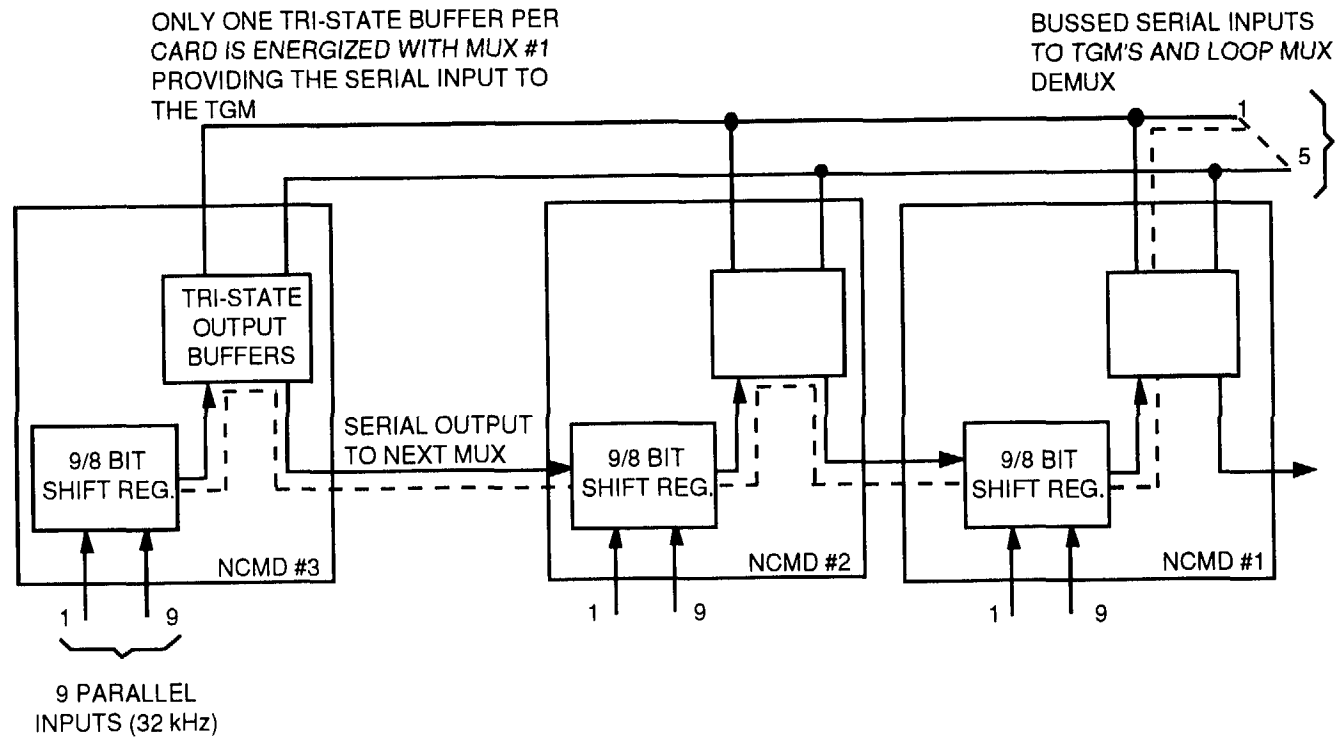 ONLY ONE TRI-STATE BUFFER PER
CARD IS ENERGIZED WITH MUX #1
PROVIDING THE SERIAL INPUT TO
THE TGM
BUSSED SERIAL INPUTS
TO TGM'S AND LOOP MUX
DEMUX
1
5
TRI-STATE
OUTPUT
BUFFERS
SERIAL OUTPUT
TO NEXT MUX
9/8 BIT
SHIFT REG.
9/8 BIT
SHIFT REG.
9/8 BIT
SHIFT REG.
NCMD #3
NCMD #2
NCMD #1
1 9
1 9
1 9
9 PARALLEL
INPUTS (32 kHz)